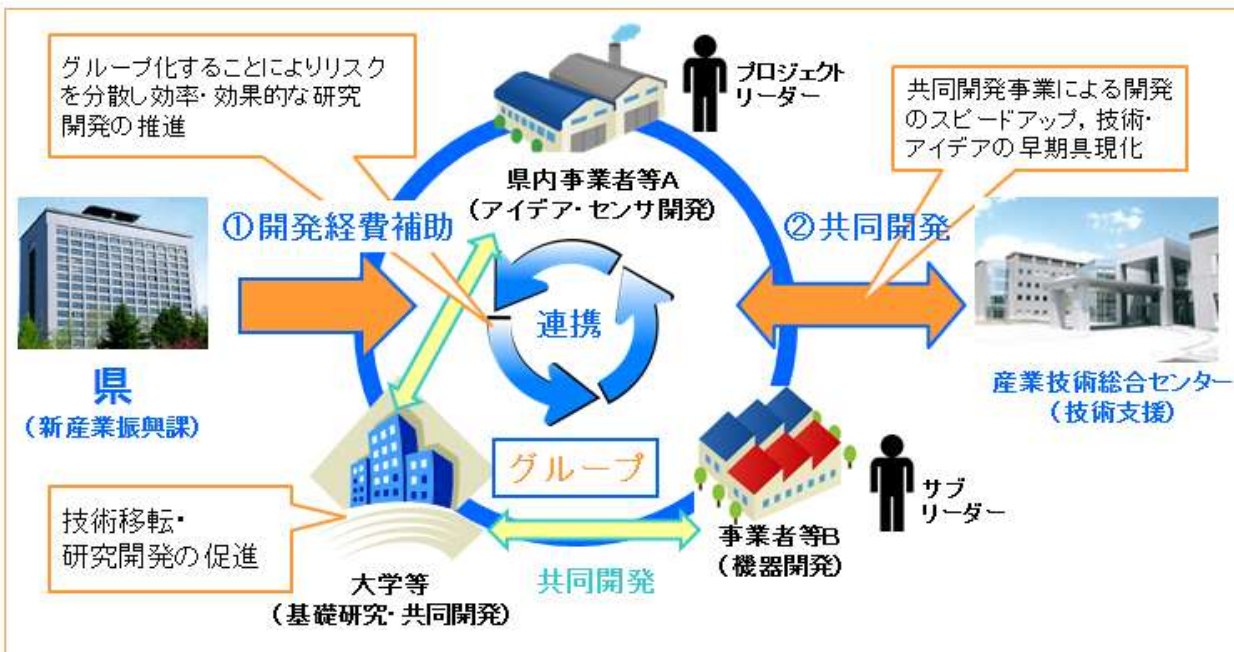 グループ化することによりリスク
を分散し効率・効果的な研究
開発の推進
プロジェクト
リーダー
共同開発事業による開発
のスピードアップ，技術・
アイデアの早期具現化
県内事業者等A
（アイデア・センサ開発）
①開発経費補助
②共同開発
連携
県
（新産業振興課）
産業技術総合センター
（技術支援）
グループ
サブ
リーダー
技術移転・
研究開発の促進
事業者等B
（機器開発）
大学等
（基礎研究・共同開発）
共同開発